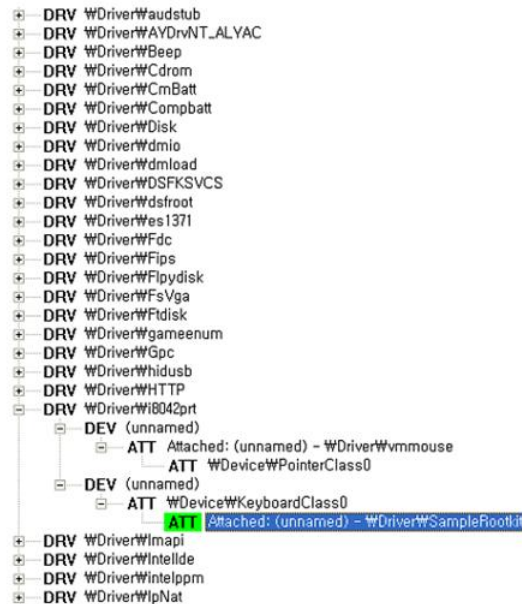 DRV ₩Driver₩audstub
DRV ₩Driver₩AYDrvNT_ALYAC
DRV ₩Driver₩Beep
DRV ₩Driver₩Cdrom
DRV ₩Driver₩CmBatt
DRV ₩Driver₩Compbatt
DRV ₩Driver₩Disk
DRV ₩Driver₩dmio
DRV ₩Driver₩dmload
DRV ₩Driver₩DSFKSVCS
DRV ₩Driver₩dsfroot
DRV ₩Driver₩es1371
DRV ₩Driver₩Fdc
DRV ₩Driver₩Fips
DRV ₩Driver₩Flpydisk
DRV ₩Driver₩FsVga
DRV ₩Driver₩Ftdisk
DRV ₩Driver₩gameenum
DRV ₩Driver₩Gpc
DRV ₩Driver₩hidusb
DRV ₩Driver₩HTTP
DRV ₩Driver₩i8042prt
DEV (unnamed)
ATT Attached: (unnamed) - ₩Driver₩vmmouse
ATT ₩Device₩PointerClass0
DEV (unnamed)
ATT ₩Device₩KeyboardClass0
ATT Attached: (unnamed) - ₩Driver₩SampleRootkit
DRV ₩Driver₩Imapi
DRV ₩Driver₩IntelIde
DRV ₩Driver₩intelppm
DRV ₩Driver₩IpNat